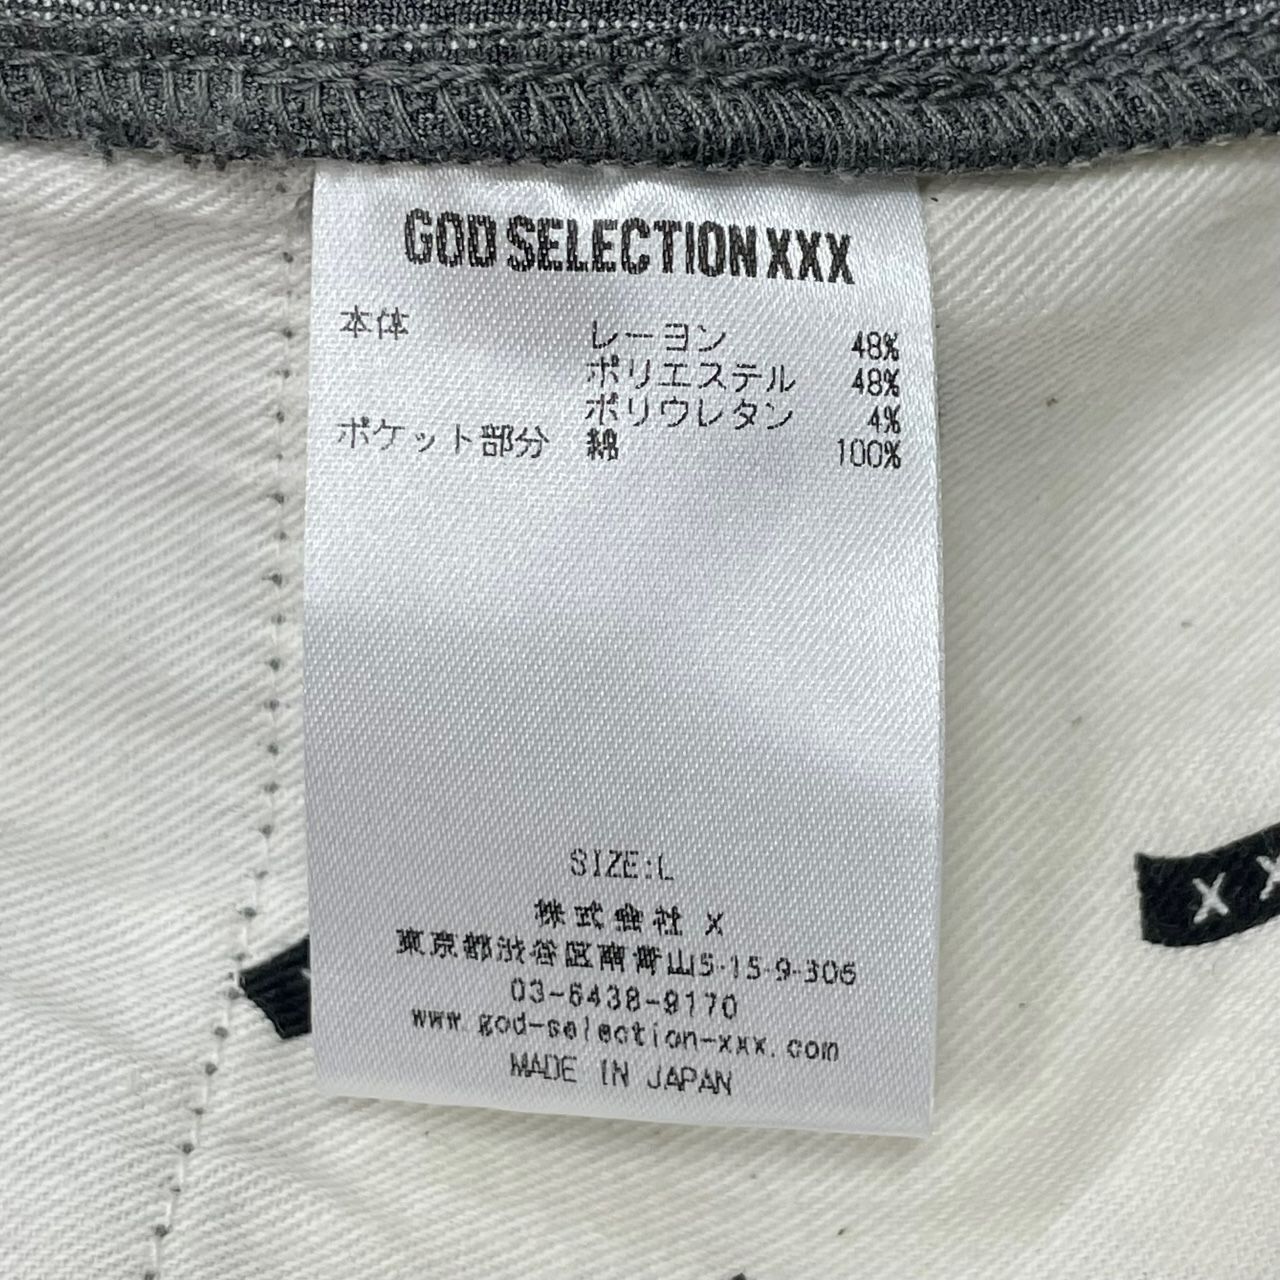 GOD SELECTION XXX
本体 レーヨン 48%
ポリエステル 48%
ポリウレタン 4%
ポケット部分 綿 100%
SIZE:L
株式会社 X
東京都渋谷区南青山5-15-9-306
03-6438-9170
www.god-selection-xxx.com
MADE IN JAPAN
X X